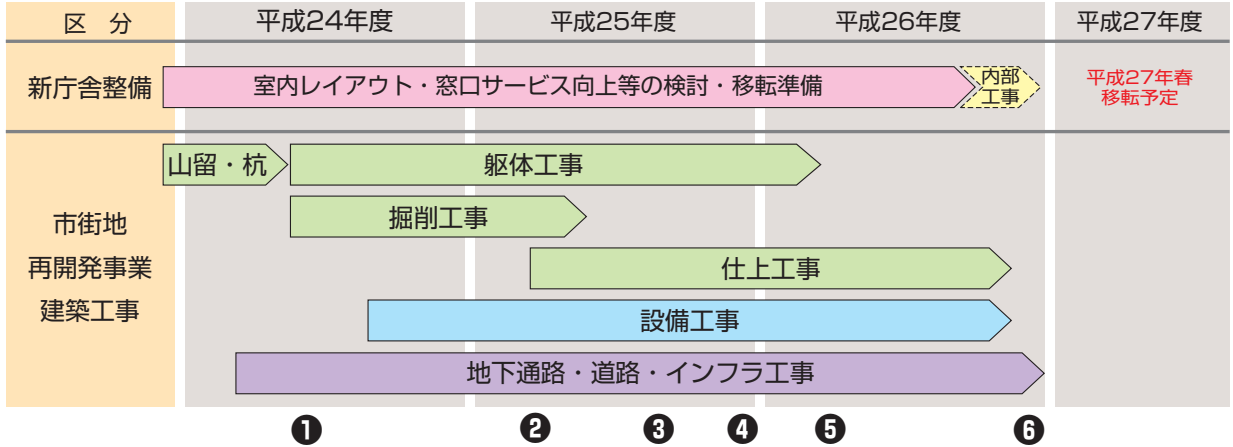 区 分 平成24年度 平成25年度 平成26年度 平成27年度
新庁舎整備
室内レイアウト・窓口サービス向上等の検討・移転準備
内部
工事
平成27年春
移転予定
市街地
再開発事業
建築工事
山留・杭
躯体工事
掘削工事
仕上工事
設備工事
地下通路・道路・インフラ工事
❶ ❷ ❸ ❹ ❺ ❻